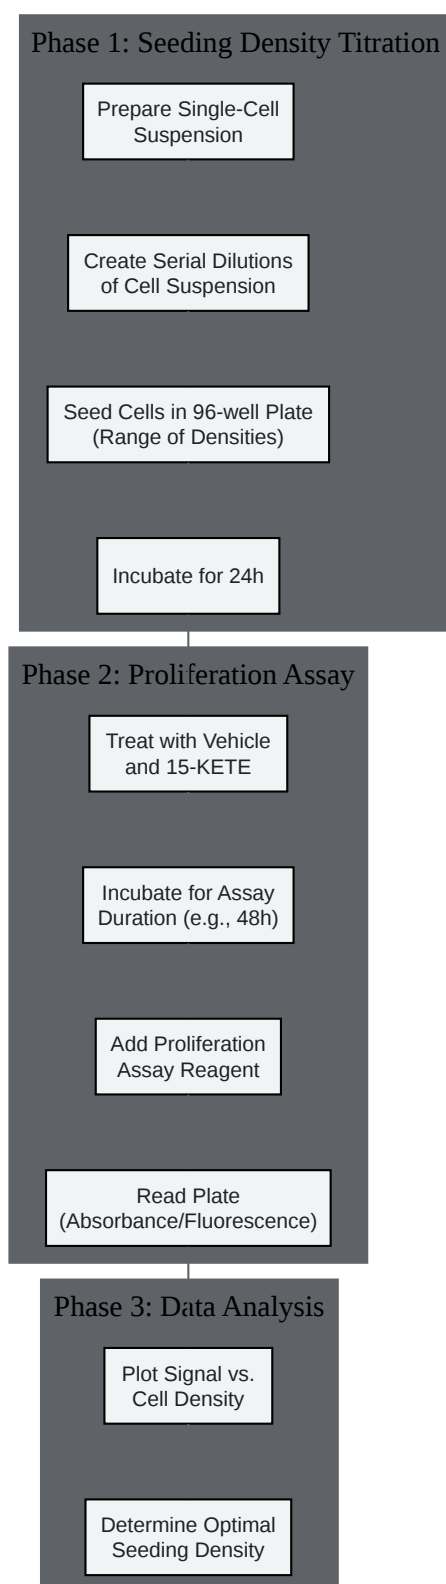 Phase 1: Seeding Density Titration
Prepare Single-Cell
Suspension
Create Serial Dilutions
of Cell Suspension
Seed Cells in 96-well Plate
(Range of Densities)
Incubate for 24h
Phase 2: Proliferation Assay
Treat with Vehicle
and 15-KETE
Incubate for Assay
Duration (e.g., 48h)
Add Proliferation
Assay Reagent
Read Plate
(Absorbance/Fluorescence)
Phase 3: Data Analysis
Plot Signal vs.
Cell Density
Determine Optimal
Seeding Density